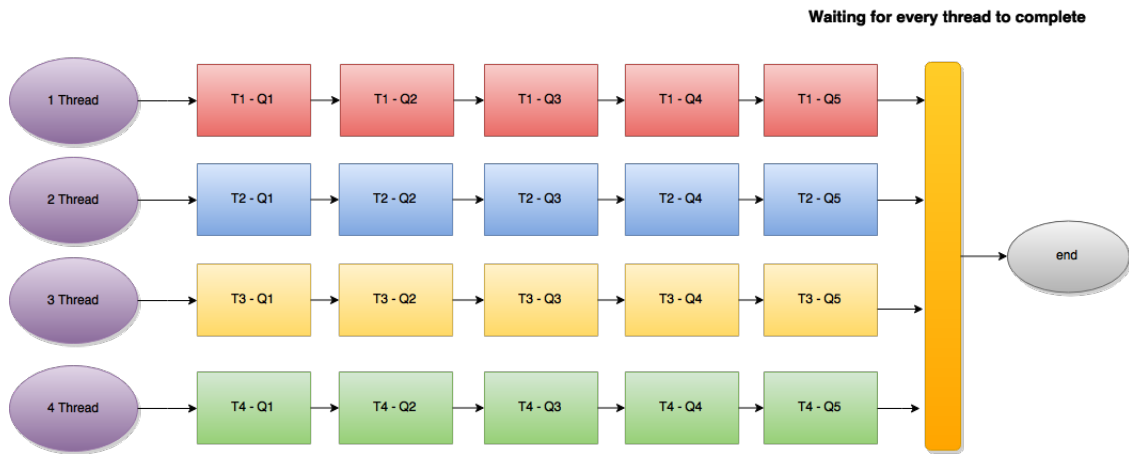 Waiting for every thread to complete
1 Thread
T1 - Q1
T1 - Q2
T1 - Q3
T1 - Q4
T1 - Q5
2 Thread
T2 - Q1
T2 - Q2
T2 - Q3
T2 - Q4
T2 - Q5
end
3 Thread
T3 - Q1
T3 - Q2
T3 - Q3
T3 - Q4
T3 - Q5
4 Thread
T4 - Q1
T4 - Q2
T4 - Q3
T4 - Q4
T4 - Q5